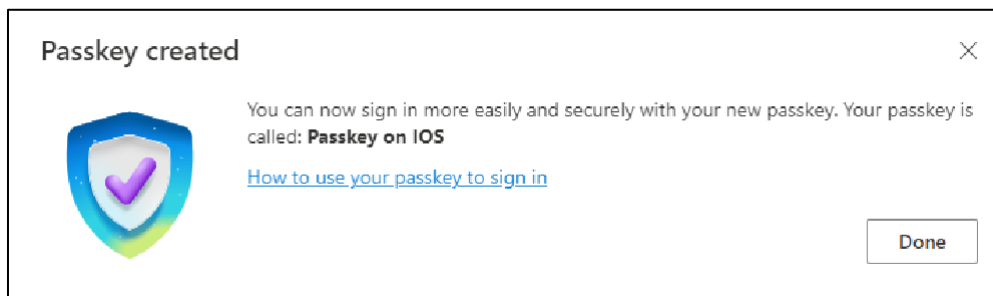 Passkey created
You can now sign in more easily and securely with your new passkey. Your passkey is
called: Passkey on IOS
How to use your passkey to sign in
Done